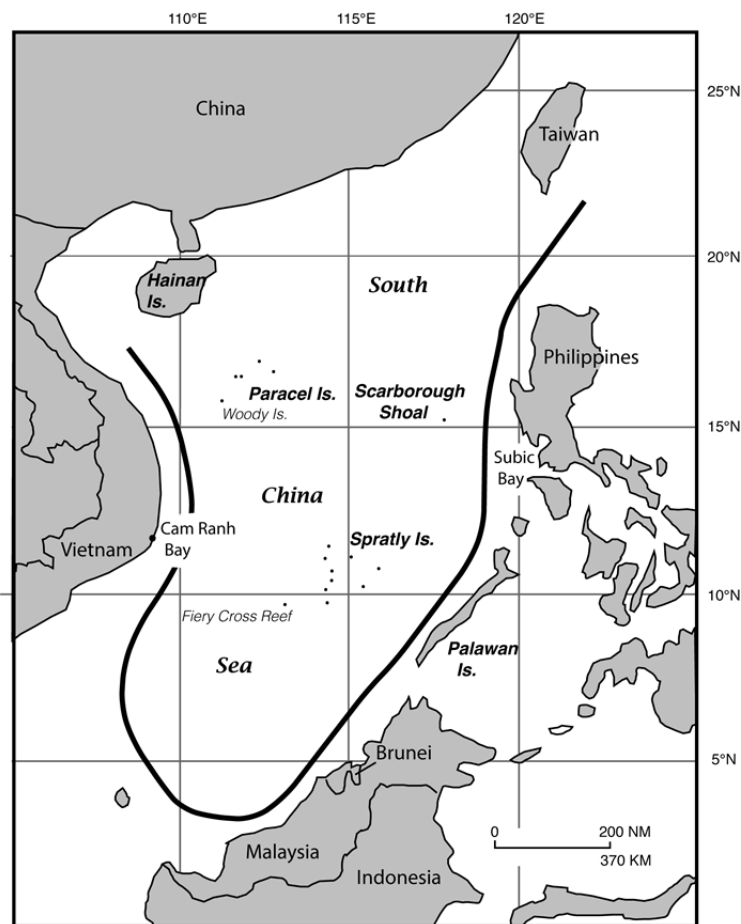 110°E
115°E
120°E
China
25°N
Taiwan
20°N
Hainan
Is.
South
Philippines
Paracel Is.
Woody Is.
Scarborough
Shoal
15°N
Subic
Bay
China
Cam Ranh
Bay
Vietnam
Spratly Is.
10°N
Fiery Cross Reef
Sea
Palawan
Is.
Brunei
5°N
0
200 NM
370 KM
Malaysia
Indonesia